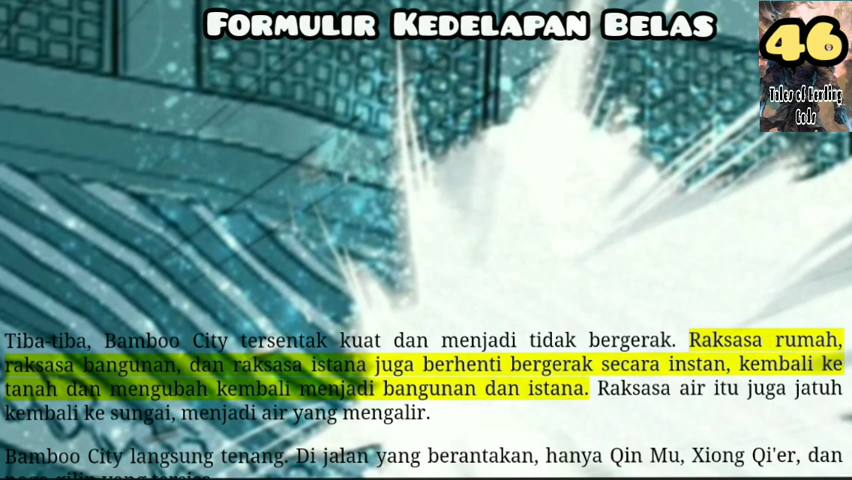 Formulir Kedelapan Belas
46
Tales of Herding
Gods
Tiba-tiba, Bamboo City tersentak kuat dan menjadi tidak bergerak. Raksasa rumah,
raksasa bangunan, dan raksasa istana juga berhenti bergerak secara instan, kembali ke
tanah dan mengubah kembali menjadi bangunan dan istana. Raksasa air itu juga jatuh
kembali ke sungai, menjadi air yang mengalir.
Bamboo City langsung tenang. Di jalan yang berantakan, hanya Qin Mu, Xiong Qi'er, dan